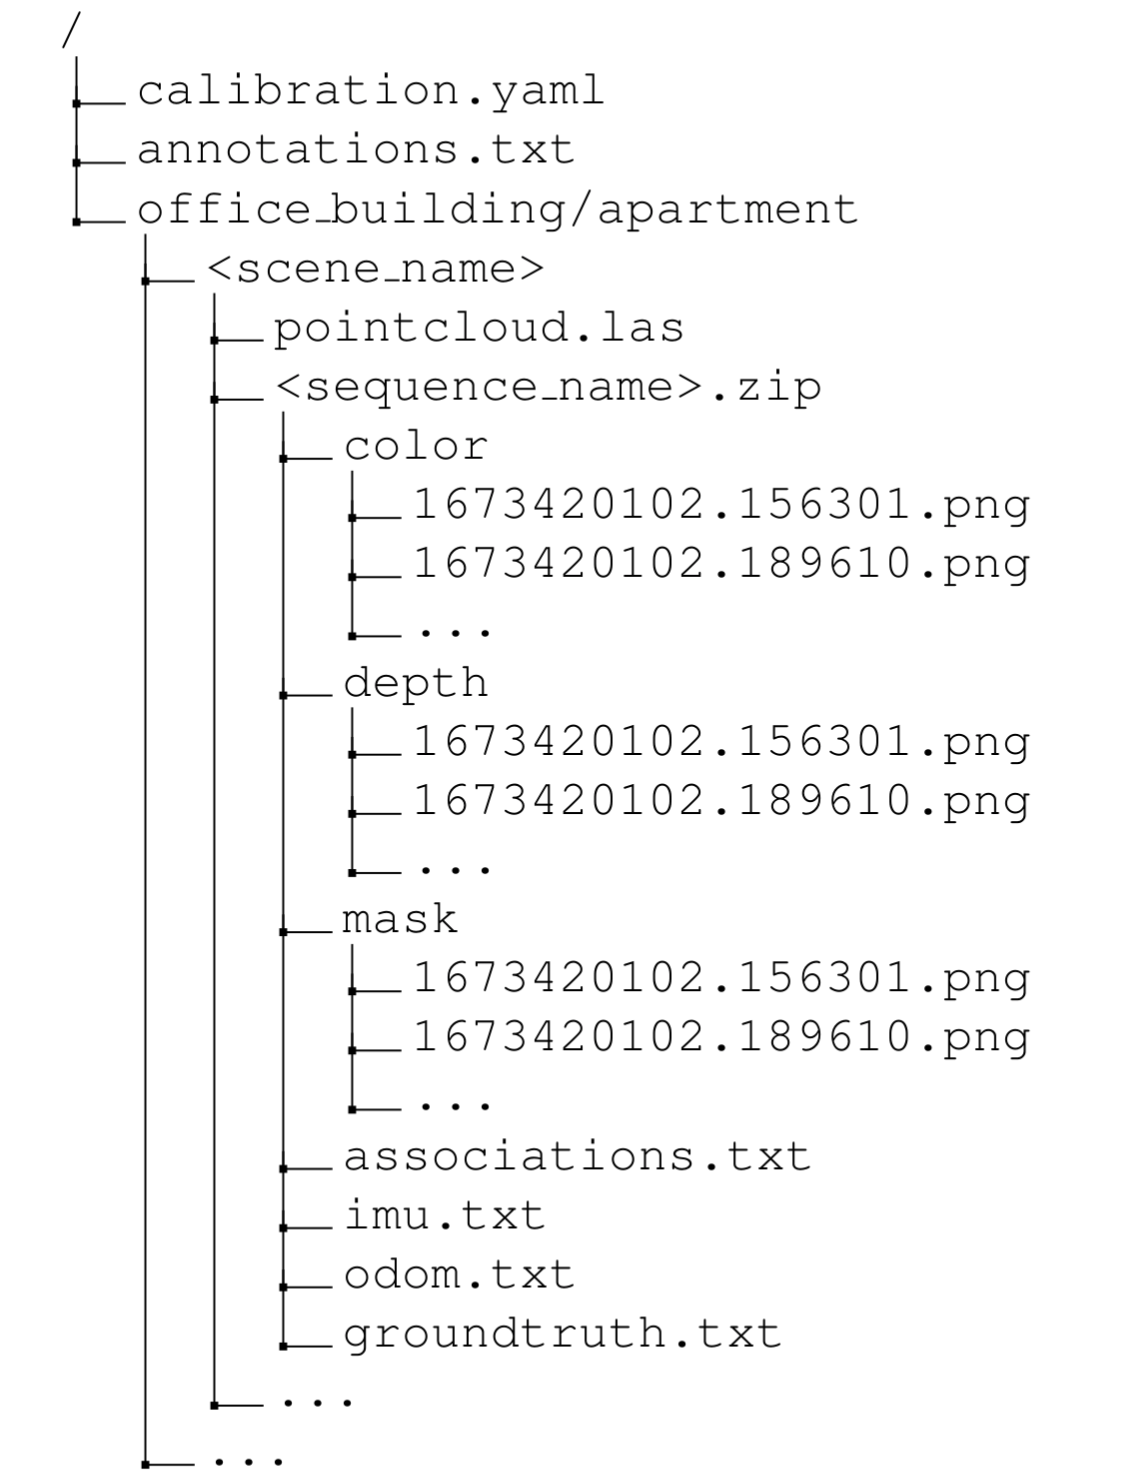 /
calibration.yaml
annotations.txt
office_building/apartment
<scene_name>
pointcloud.las
<sequence_name>.zip
color
1673420102.156301.png
1673420102.189610.png
...
depth
1673420102.156301.png
1673420102.189610.png
...
mask
1673420102.156301.png
1673420102.189610.png
...
associations.txt
imu.txt
odom.txt
groundtruth.txt
...
...